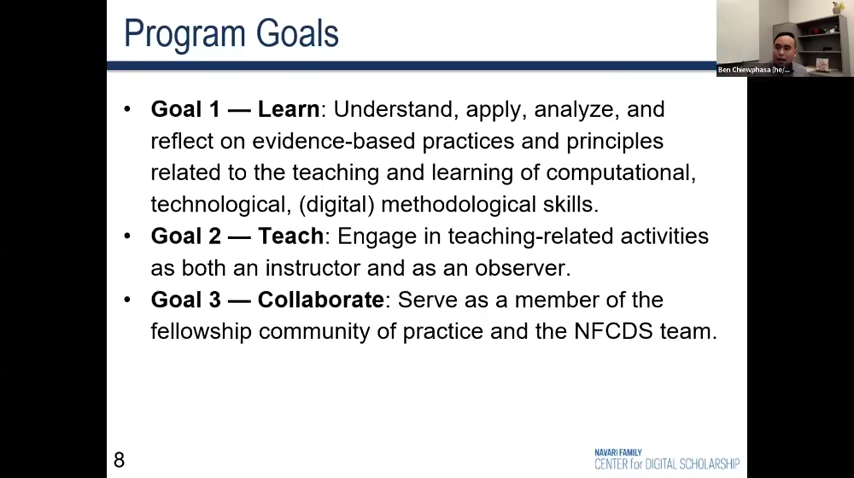 Program Goals
Ben Chiewphasa (he/...
• Goal 1 — Learn: Understand, apply, analyze, and
reflect on evidence-based practices and principles
related to the teaching and learning of computational,
technological, (digital) methodological skills.
• Goal 2 — Teach: Engage in teaching-related activities
as both an instructor and as an observer.
• Goal 3 — Collaborate: Serve as a member of the
fellowship community of practice and the NFCDS team.
8
NAVARI FAMILY
CENTER for DIGITAL SCHOLARSHIP